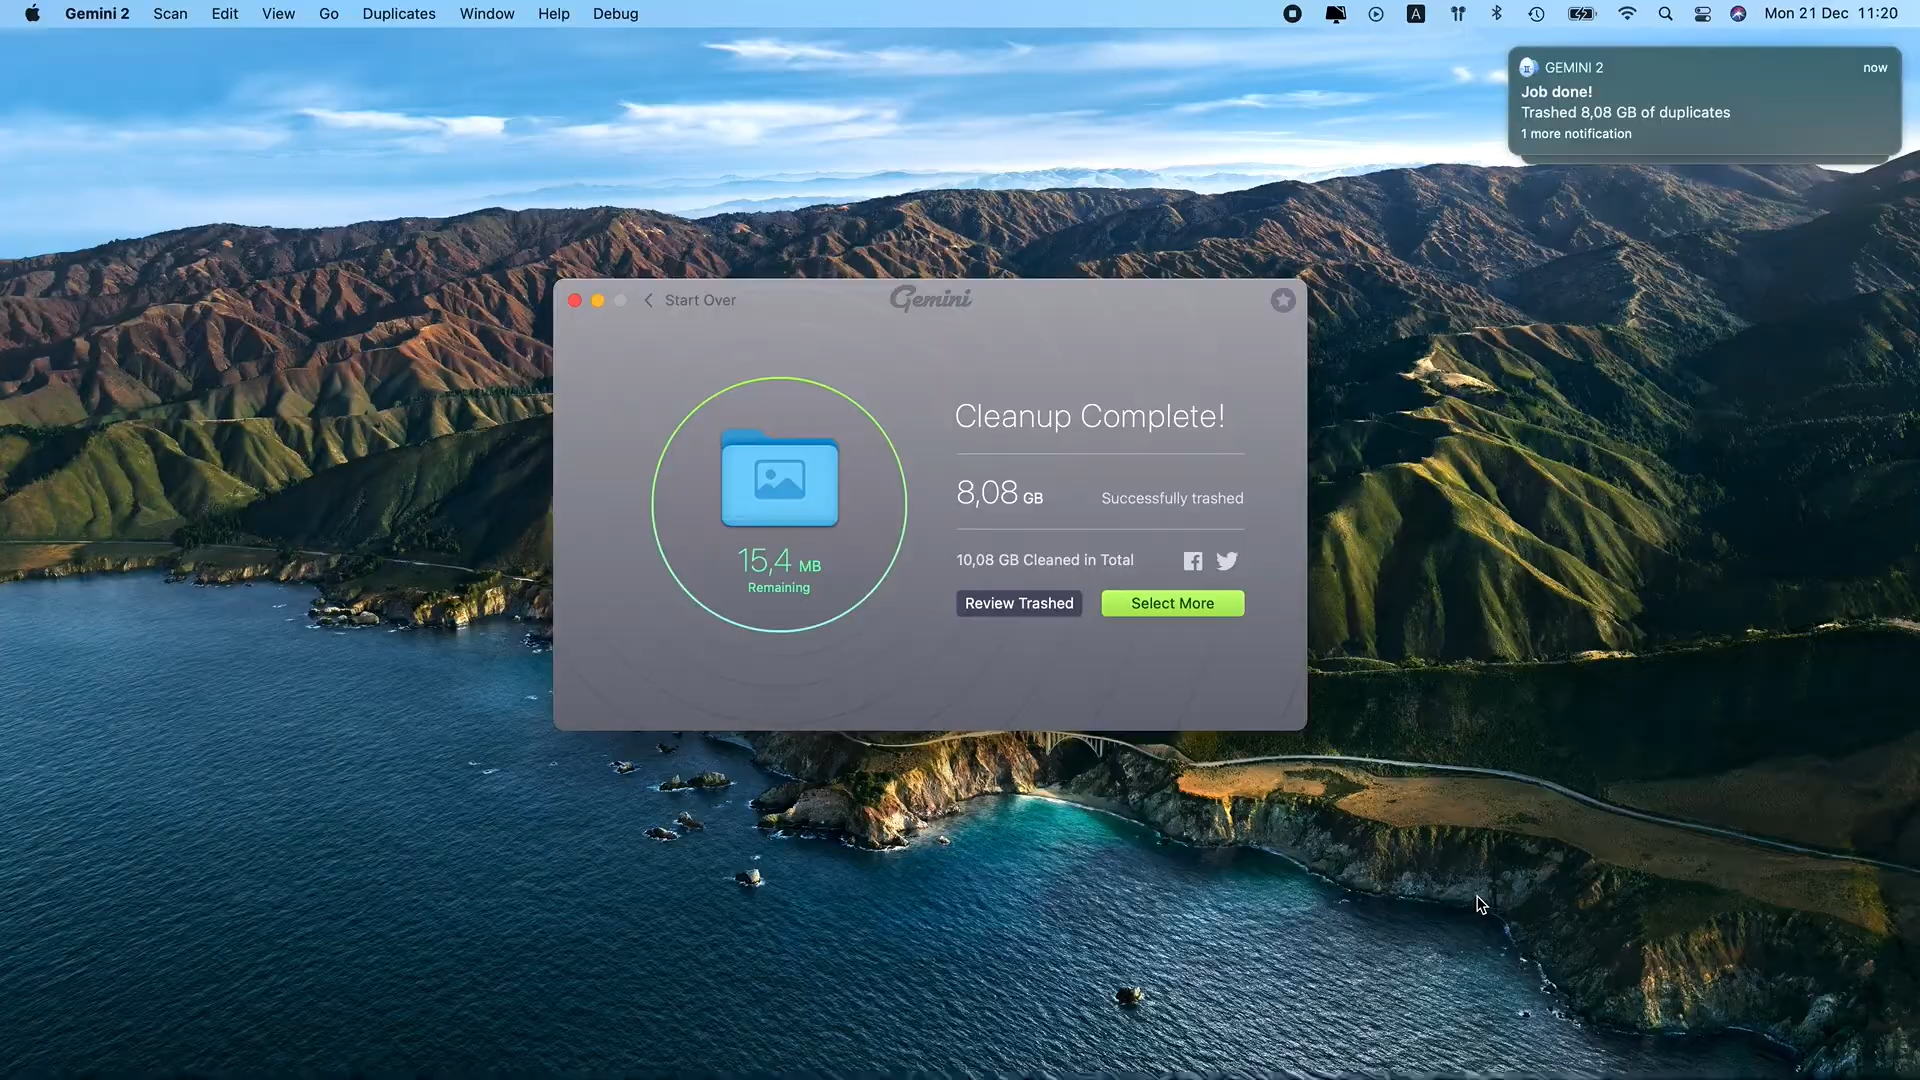 Gemini 2 Scan Edit View Go Duplicates Window Help Debug A Mon 21 Dec 11:20
GEMINI 2 now
Job done!
Trashed 8,08 GB of duplicates
1 more notification
Start Over Gemini
Cleanup Complete!
8,08 GB Successfully trashed
15,4 MB
Remaining
10,08 GB Cleaned in Total
Review Trashed Select More